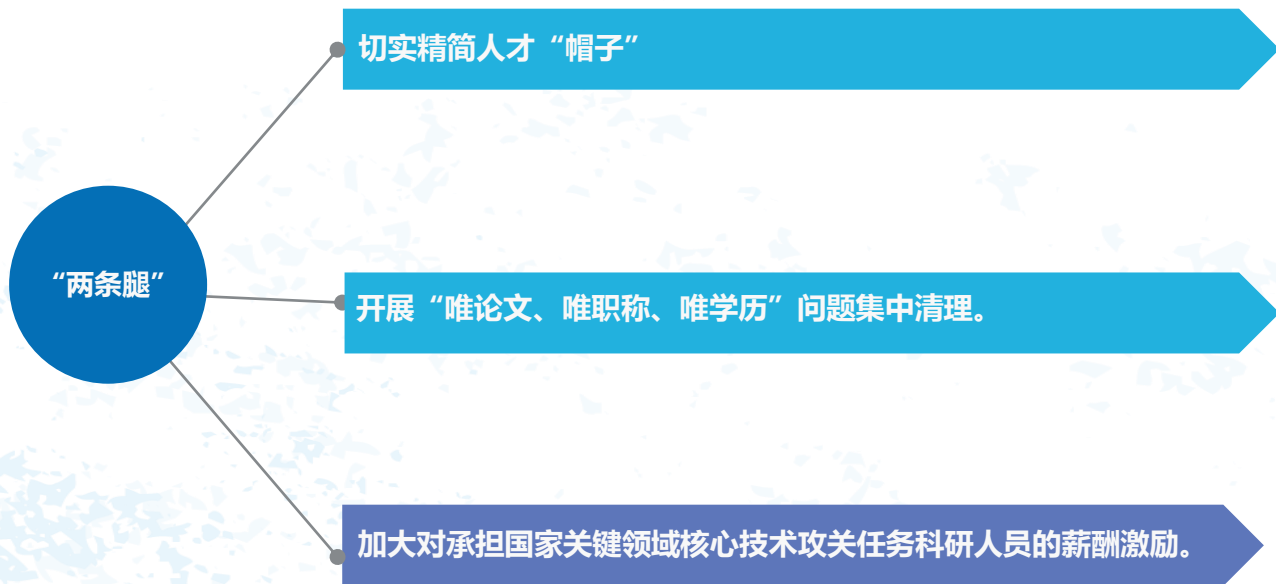 切实精简人才“帽子”
“两条腿”
开展“唯论文、唯职称、唯学历”问题集中清理。
加大对承担国家关键领域核心技术攻关任务科研人员的薪酬激励。